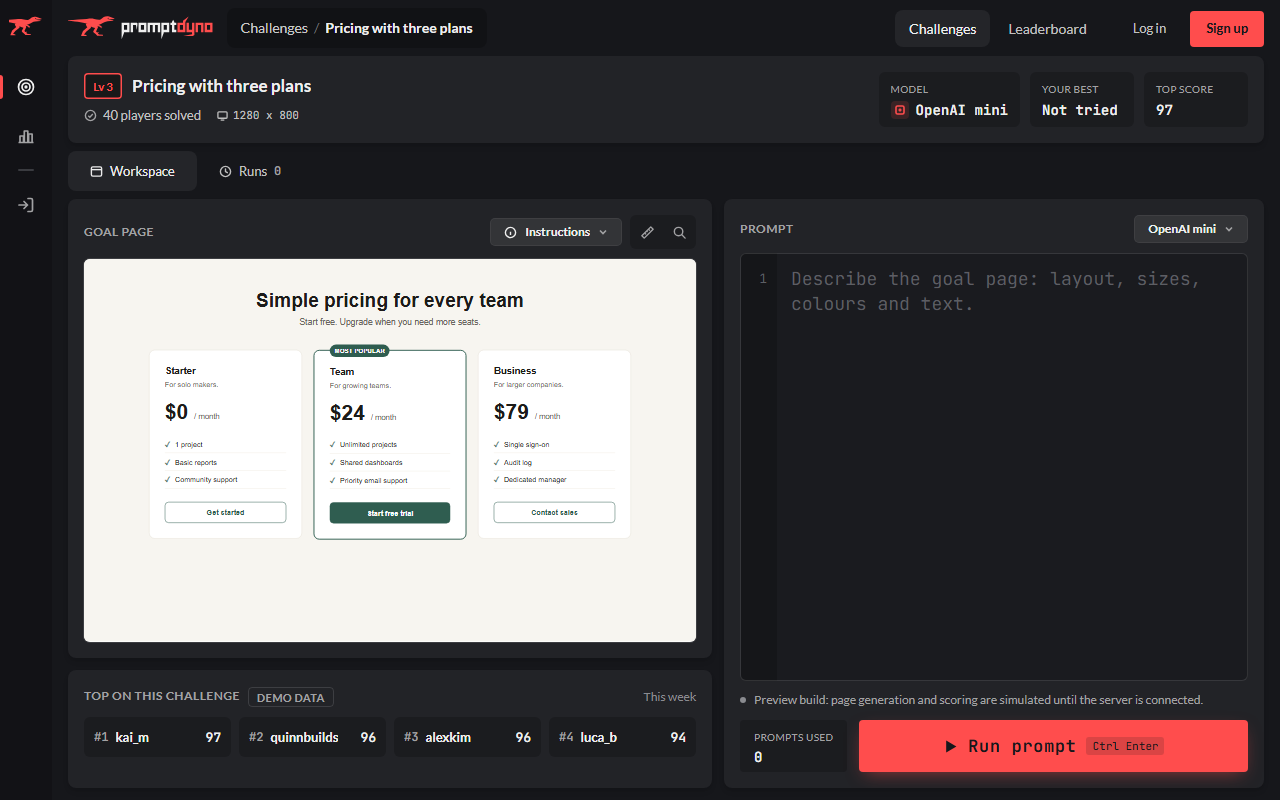 promptdyno
Challenges / Pricing with three plans
Challenges
Leaderboard
Log in
Sign up
Lv 3
Pricing with three plans
40 players solved
1280 x 800
MODEL
OpenAI mini
YOUR BEST
Not tried
TOP SCORE
97
Workspace
Runs 0
GOAL PAGE
Instructions
Simple pricing for every team
Start free. Upgrade when you need more seats.
Starter
For solo makers.
$0 / month
✓ 1 project
✓ Basic reports
✓ Community support
Get started
MOST POPULAR
Team
For growing teams.
$24 / month
✓ Unlimited projects
✓ Shared dashboards
✓ Priority email support
Start free trial
Business
For larger companies.
$79 / month
✓ Single sign-on
✓ Audit log
✓ Dedicated manager
Contact sales
TOP ON THIS CHALLENGE
DEMO DATA
This week
#1 kai_m 97
#2 quinnbuilds 96
#3 alexkim 96
#4 luca_b 94
PROMPT
OpenAI mini
1
Describe the goal page: layout, sizes,
colours and text.
Preview build: page generation and scoring are simulated until the server is connected.
PROMPTS USED
0
Run prompt
Ctrl Enter